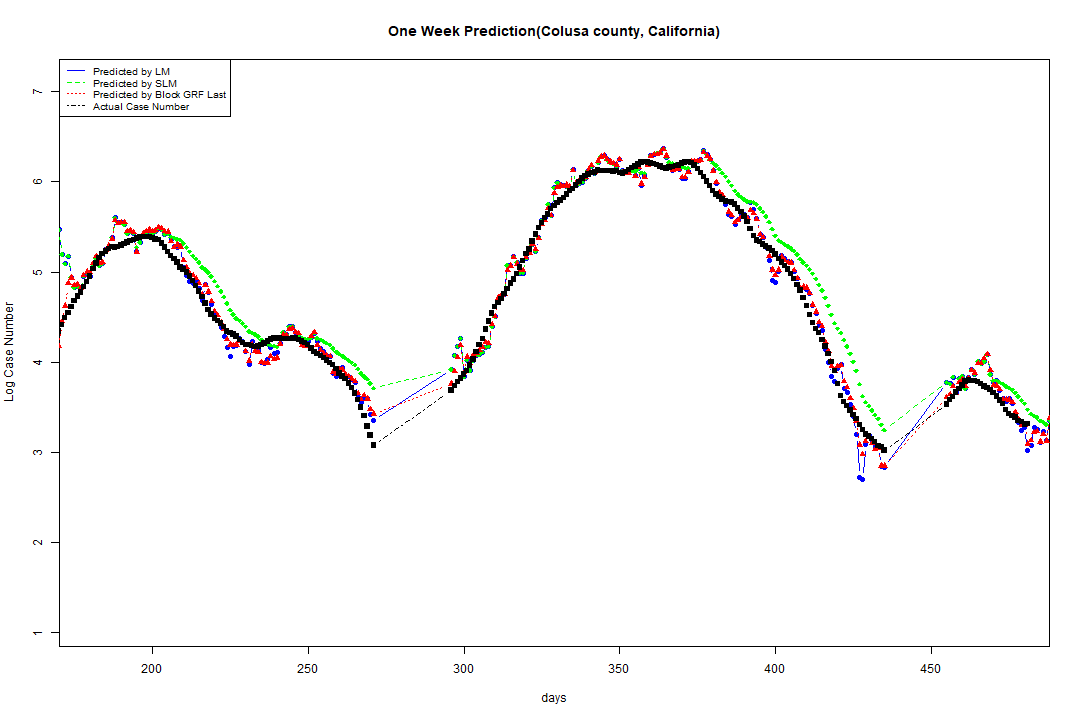 One Week Prediction(Colusa county, California)
Predicted by LM
Predicted by SLM
Predicted by Block GRF Last
Actual Case Number
7
6
5
4
3
2
1
Log Case Number
200 250 300 350 400 450
days